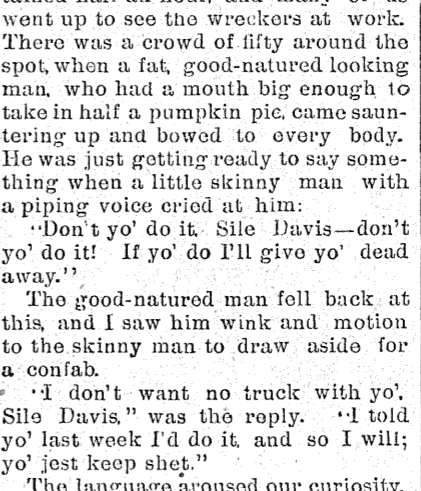 went up to see the wreckers at work.
There was a crowd of fifty around the
spot, when a fat, good-natured looking
man, who had a mouth big enough to
take in half a pumpkin pie, came saun-
tering up and bowed to every body.
He was just getting ready to say some-
thing when a little skinny man with
a piping voice cried at him:
"Don't yo' do it, Sile Davis—don't
yo' do it! If yo' do I'll give yo' dead
away."
The good-natured man fell back at
this, and I saw him wink and motion
to the skinny man to draw aside for
a confab.
"I don't want no truck with yo',
Sile Davis," was the reply. "I told
yo' last week I'd do it, and so I will;
yo' jest keep shet."
The language aroused our curiosity,